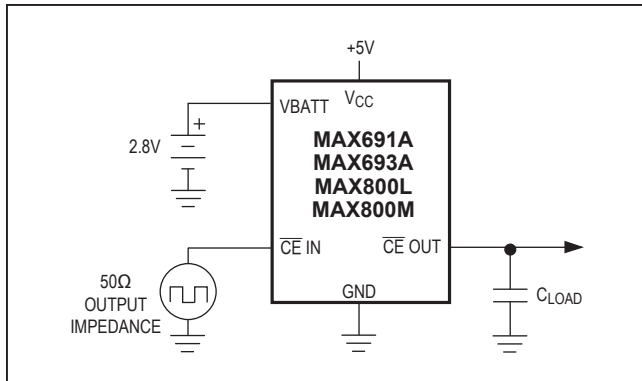 +5V
VBATT
VCC
2.8V
+
MAX691A
MAX693A
MAX800L
MAX800M
CE IN
CE OUT
50Ω
OUTPUT
IMPEDANCE
GND
CLOAD